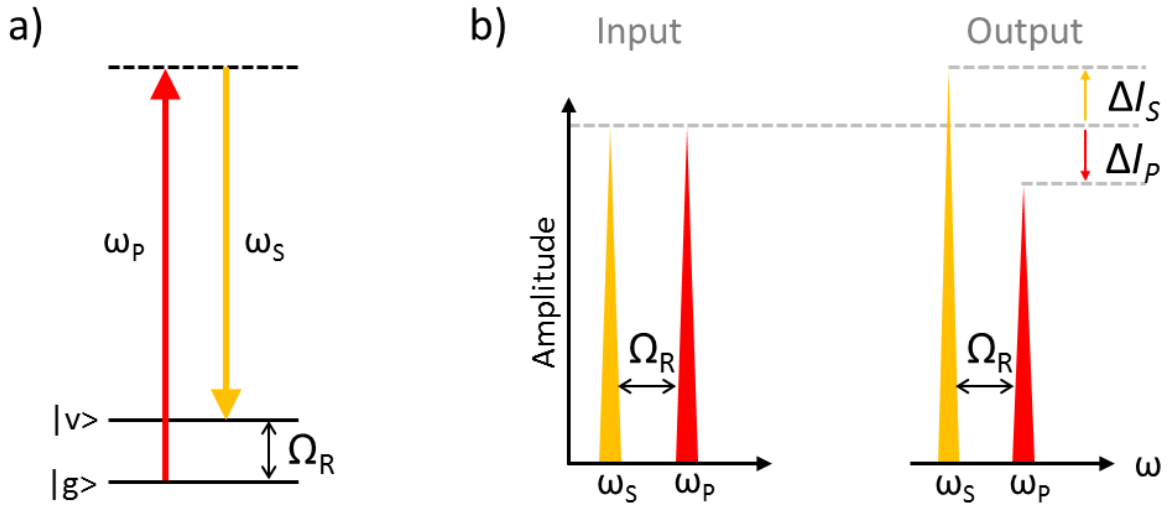 a)
ω_P
ω_S
|v>
Ω_R
|g>
b)
Input
Output
Amplitude
ΔI_S
ΔI_P
Ω_R
Ω_R
ω_S
ω_P
ω_S
ω_P
ω